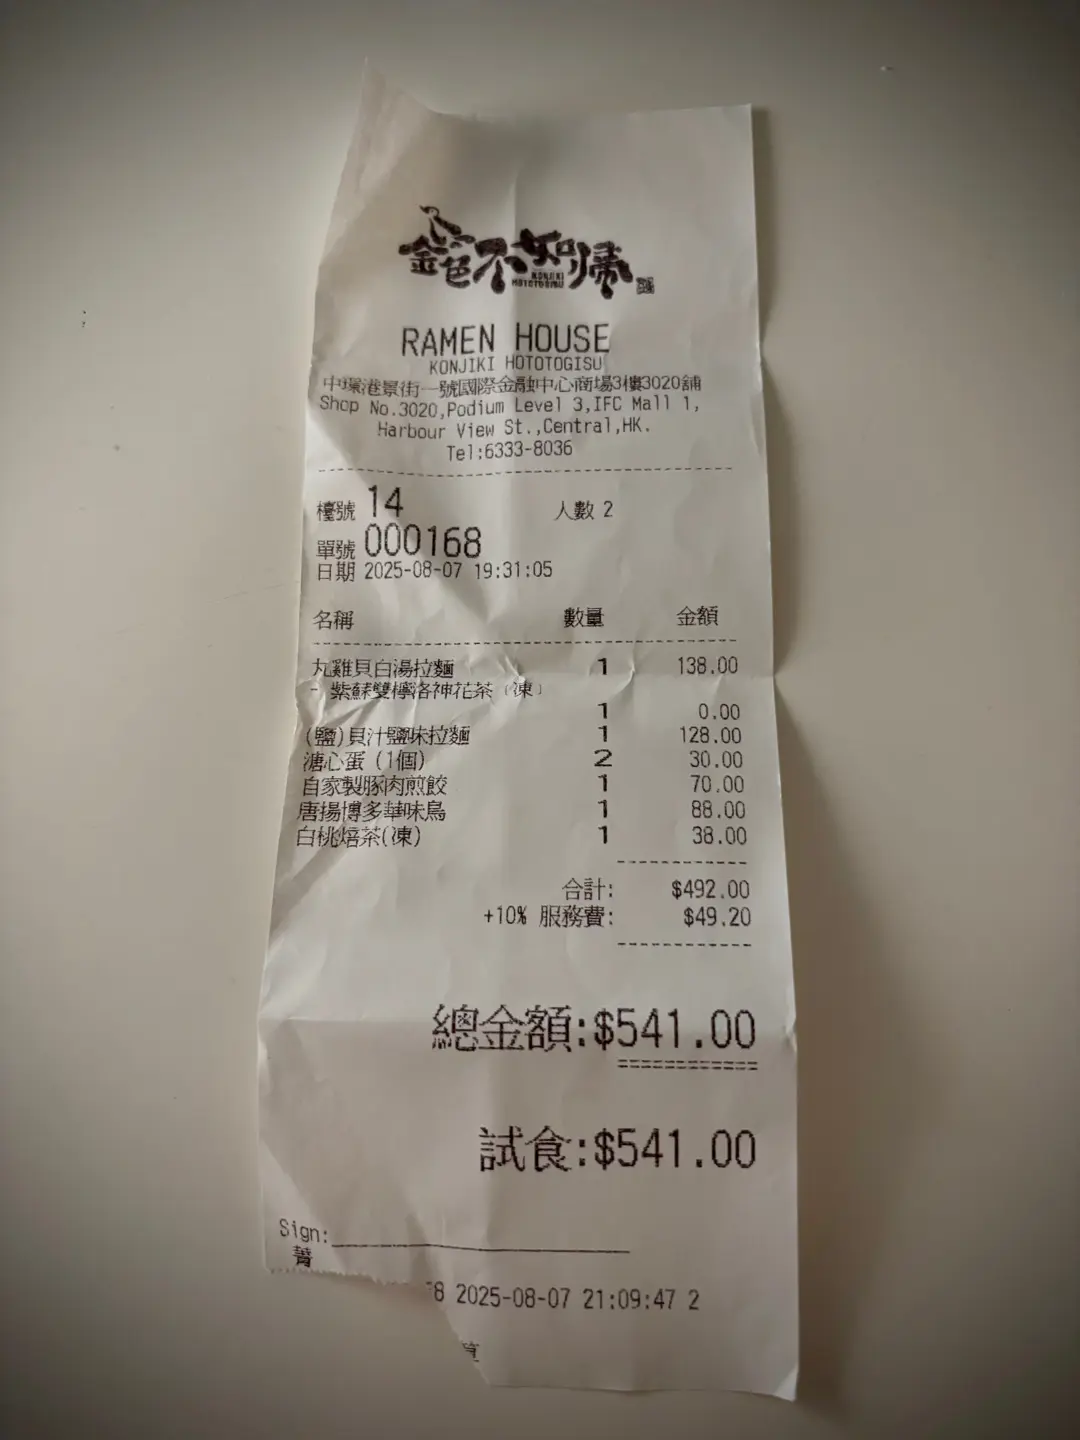 金色不如帰
KONJIKI
HOTOTOGISU
RAMEN HOUSE
KONJIKI HOTOTOGISU
中環港景街一號國際金融中心商場3樓3020舖
Shop No.3020,Podium Level 3,IFC Mall 1,
Harbour View St.,Central,HK.
Tel:6333-8036
檯號 14 人數 2
單號 000168
日期 2025-08-07 19:31:05
名稱 數量 金額
丸雞貝白湯拉麵 1 138.00
- 紫蘇雙檸洛神花茶（凍）
1 0.00
(鹽)貝汁鹽味拉麵 1 128.00
溏心蛋 (1個) 2 30.00
自家製豚肉煎餃 1 70.00
唐揚博多華味鳥 1 88.00
白桃焙茶(凍) 1 38.00
合計: $492.00
+10% 服務費: $49.20
總金額:$541.00
試食:$541.00
Sign:
菁
8 2025-08-07 21:09:47 2